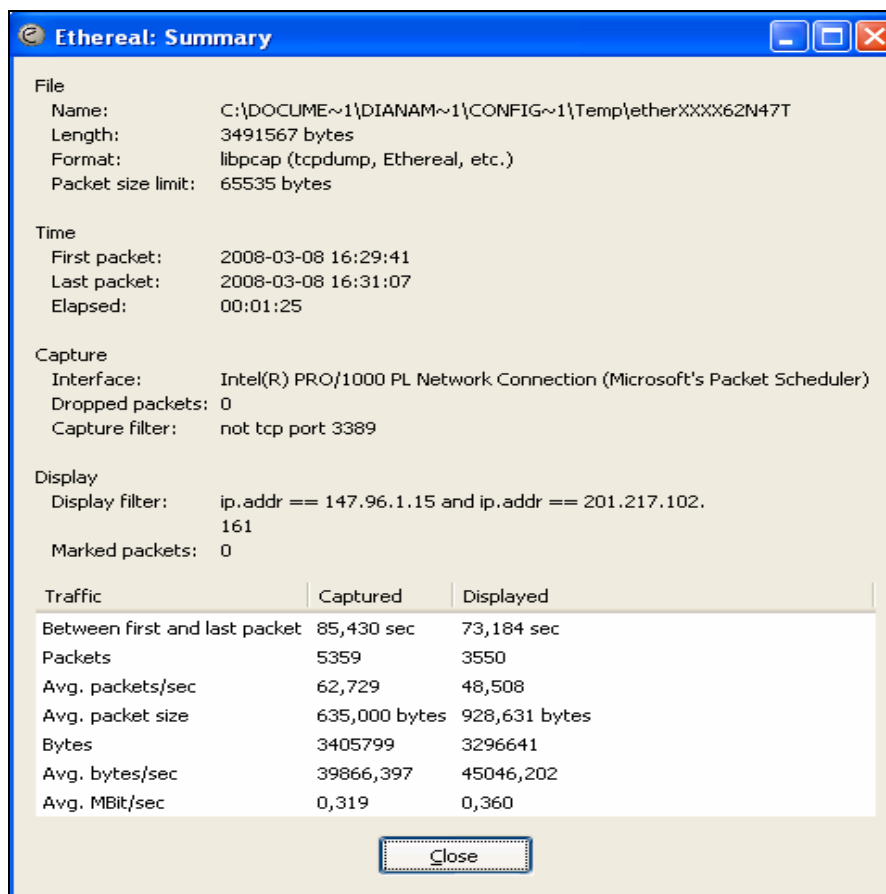 Ethereal: Summary
File
Name: C:\DOCUME~1\DIANAM~1\CONFIG~1\Temp\etherXXXX62N47T
Length: 3491567 bytes
Format: libpcap (tcpdump, Ethereal, etc.)
Packet size limit: 65535 bytes
Time
First packet: 2008-03-08 16:29:41
Last packet: 2008-03-08 16:31:07
Elapsed: 00:01:25
Capture
Interface: Intel(R) PRO/1000 PL Network Connection (Microsoft's Packet Scheduler)
Dropped packets: 0
Capture filter: not tcp port 3389
Display
Display filter: ip.addr == 147.96.1.15 and ip.addr == 201.217.102.
161
Marked packets: 0
Traffic Captured Displayed
Between first and last packet 85,430 sec 73,184 sec
Packets 5359 3550
Avg. packets/sec 62,729 48,508
Avg. packet size 635,000 bytes 928,631 bytes
Bytes 3405799 3296641
Avg. bytes/sec 39866,397 45046,202
Avg. MBit/sec 0,319 0,360
Close